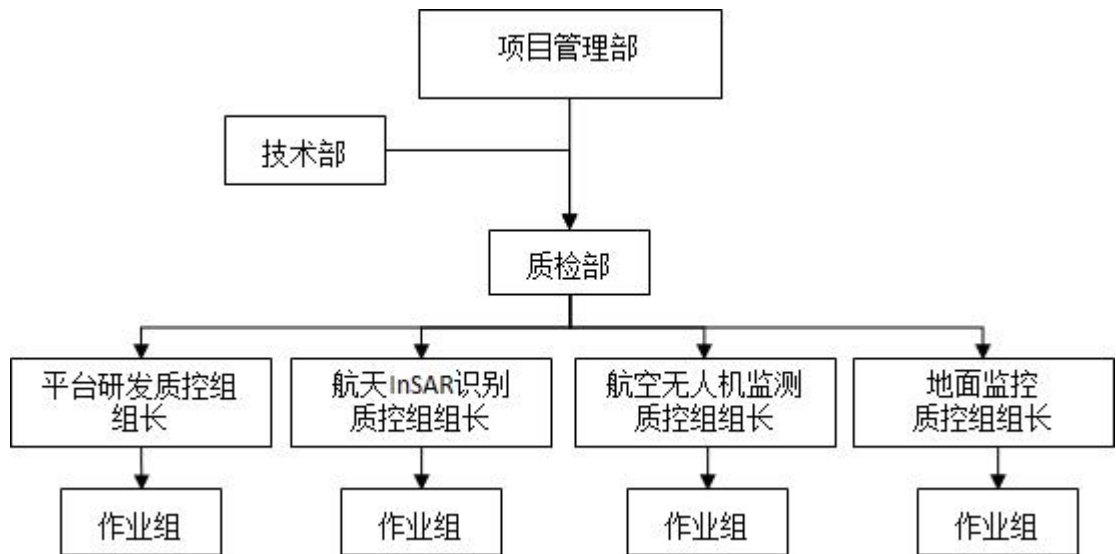 项目管理部
技术部
质检部
平台研发质控组
组长
航天InSAR识别
质控组组长
航空无人机监测
质控组组长
地面监控
质控组组长
作业组
作业组
作业组
作业组